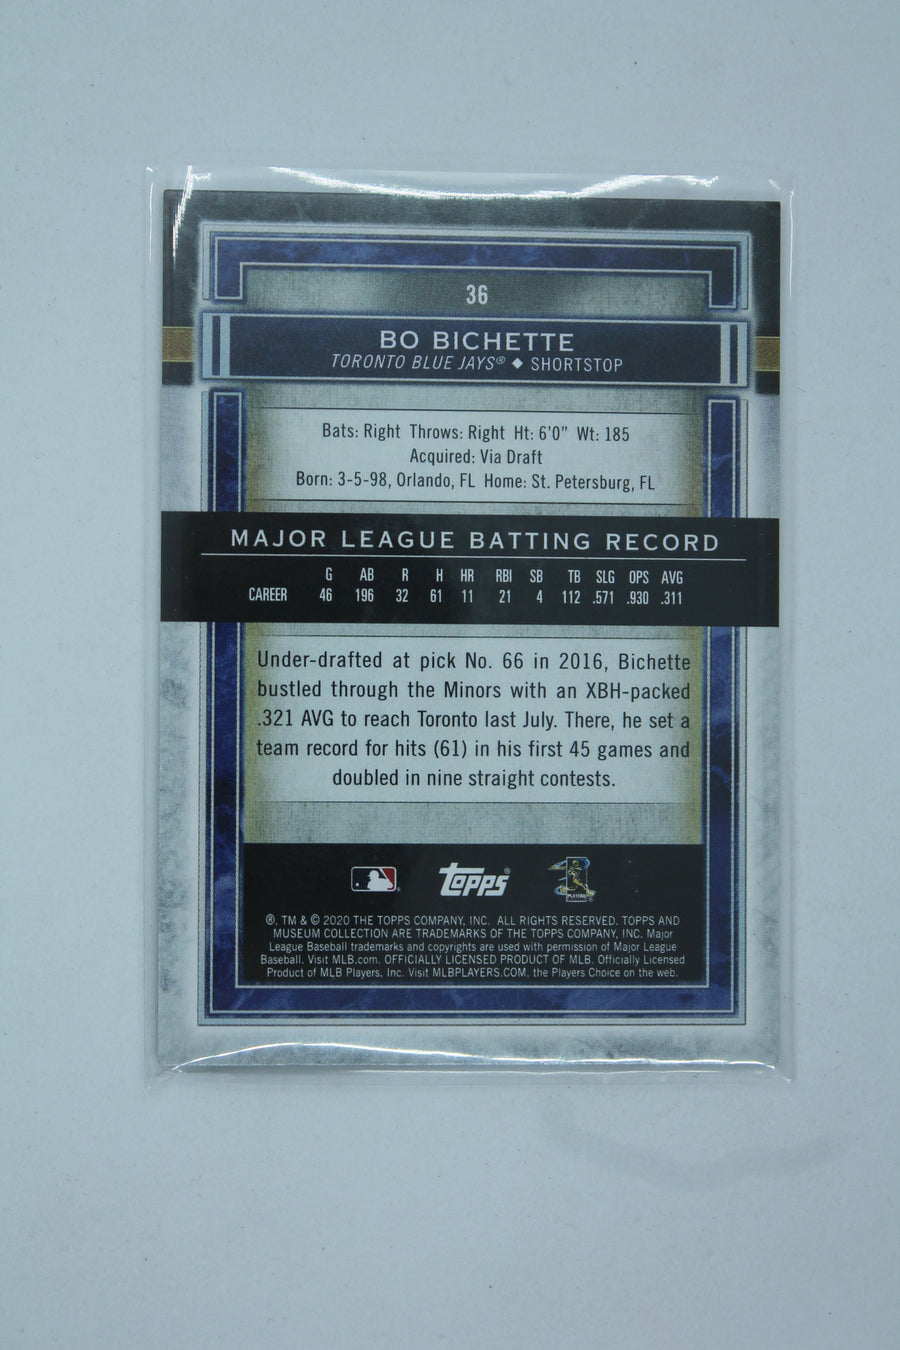 36
BO BICHETTE
TORONTO BLUE JAYS® ◆ SHORTSTOP
Bats: Right Throws: Right Ht: 6'0" Wt: 185
Acquired: Via Draft
Born: 3-5-98, Orlando, FL Home: St. Petersburg, FL
MAJOR LEAGUE BATTING RECORD
G AB R H HR RBI SB TB SLG OPS AVG
CAREER 46 196 32 61 11 21 4 112 .571 .930 .311
Under-drafted at pick No. 66 in 2016, Bichette
bustled through the Minors with an XBH-packed
.321 AVG to reach Toronto last July. There, he set a
team record for hits (61) in his first 45 games and
doubled in nine straight contests.
topps®
PLAYERS
®, TM & © 2020 THE TOPPS COMPANY, INC. ALL RIGHTS RESERVED. TOPPS AND
MUSEUM COLLECTION ARE TRADEMARKS OF THE TOPPS COMPANY, INC. Major
League Baseball trademarks and copyrights are used with permission of Major League
Baseball. Visit MLB.com. OFFICIALLY LICENSED PRODUCT OF MLB. Officially Licensed
Product of MLB Players, Inc. Visit MLBPLAYERS.COM, the Players Choice on the web.